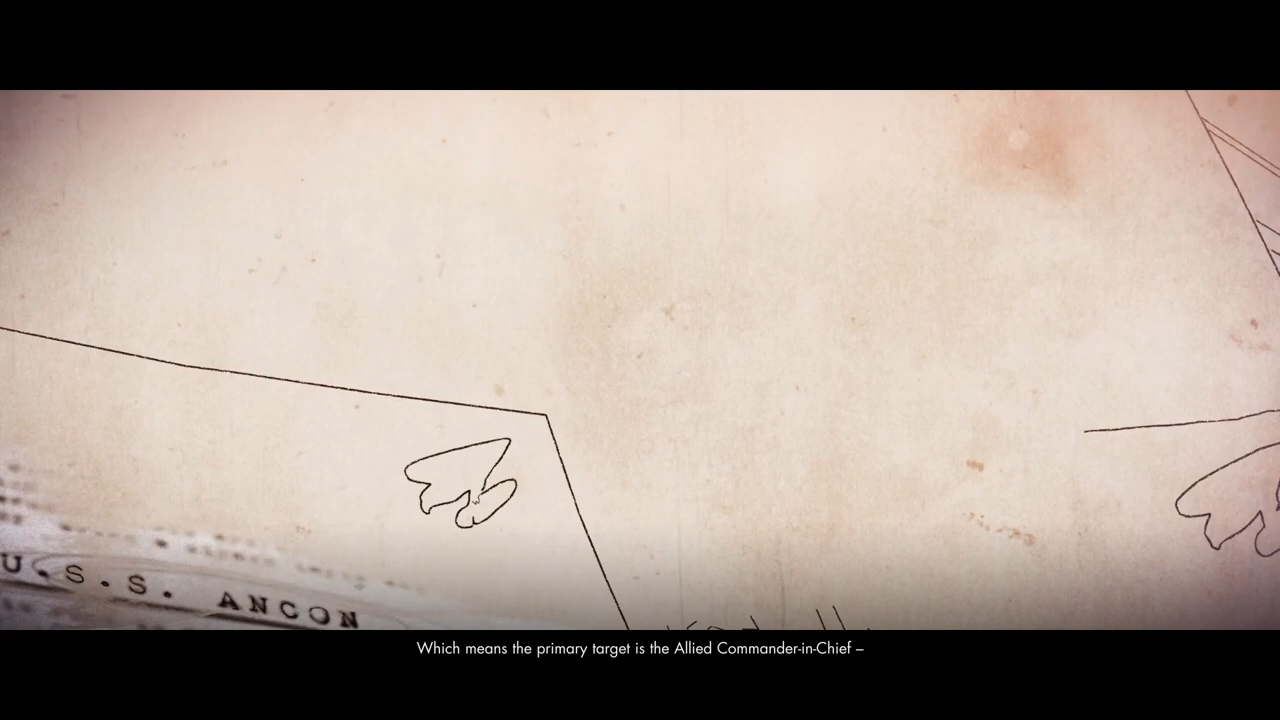 U.S.S. ANCON
Which means the primary target is the Allied Commander-in-Chief –